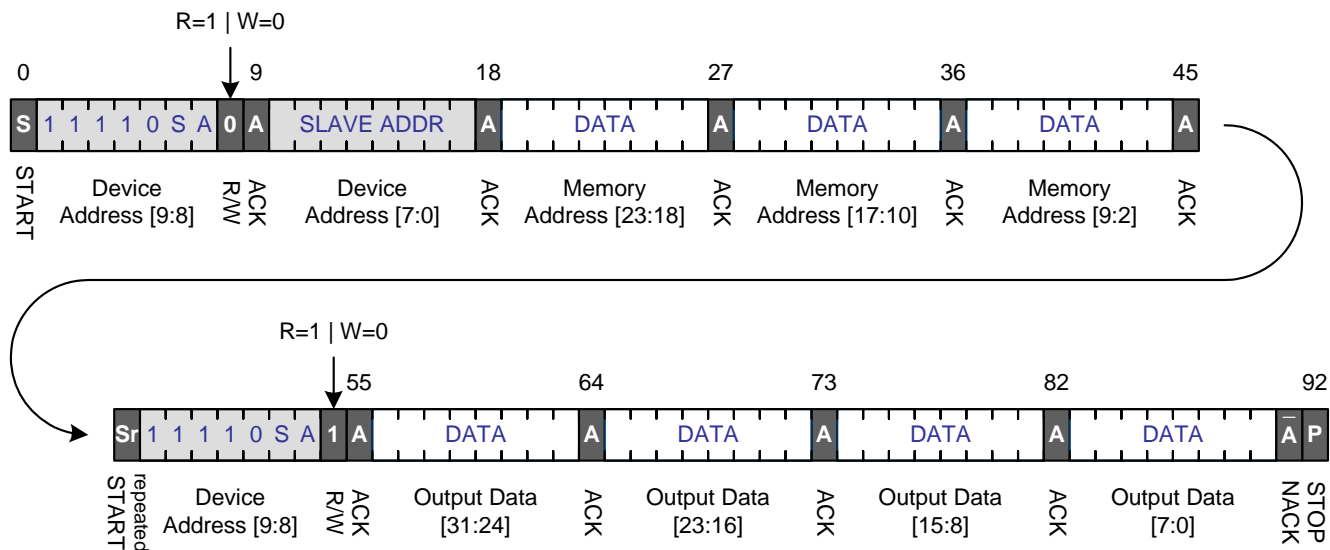 R=1 | W=0
0 9 18 27 36 45
S 1 1 1 1 0 S A 0 A SLAVE ADDR A DATA A DATA A DATA A
START Device Address [9:8] R/W ACK Device Address [7:0] ACK Memory Address [23:18] ACK Memory Address [17:10] ACK Memory Address [9:2] ACK
R=1 | W=0
55 64 73 82 92
Sr 1 1 1 1 0 S A 1 A DATA A DATA A DATA A DATA A̅ P
repeated START Device Address [9:8] R/W ACK Output Data [31:24] ACK Output Data [23:16] ACK Output Data [15:8] ACK Output Data [7:0] NACK STOP